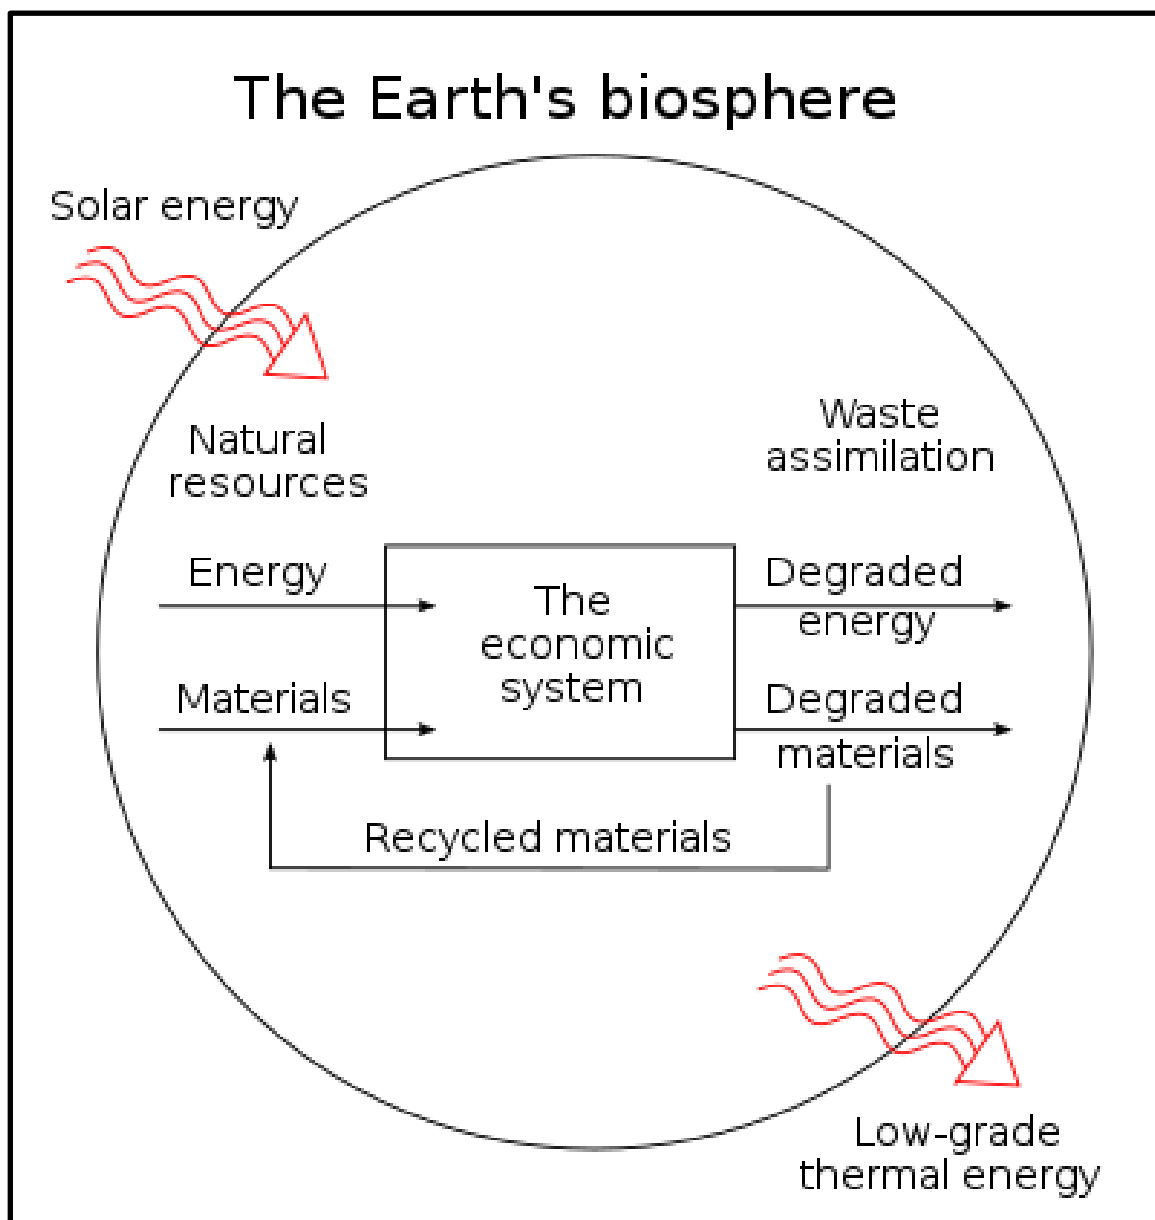 The Earth's biosphere
Solar energy
Natural
resources
Waste
assimilation
Energy
The
economic
system
Degraded
energy
Materials
Degraded
materials
Recycled materials
Low-grade
thermal energy